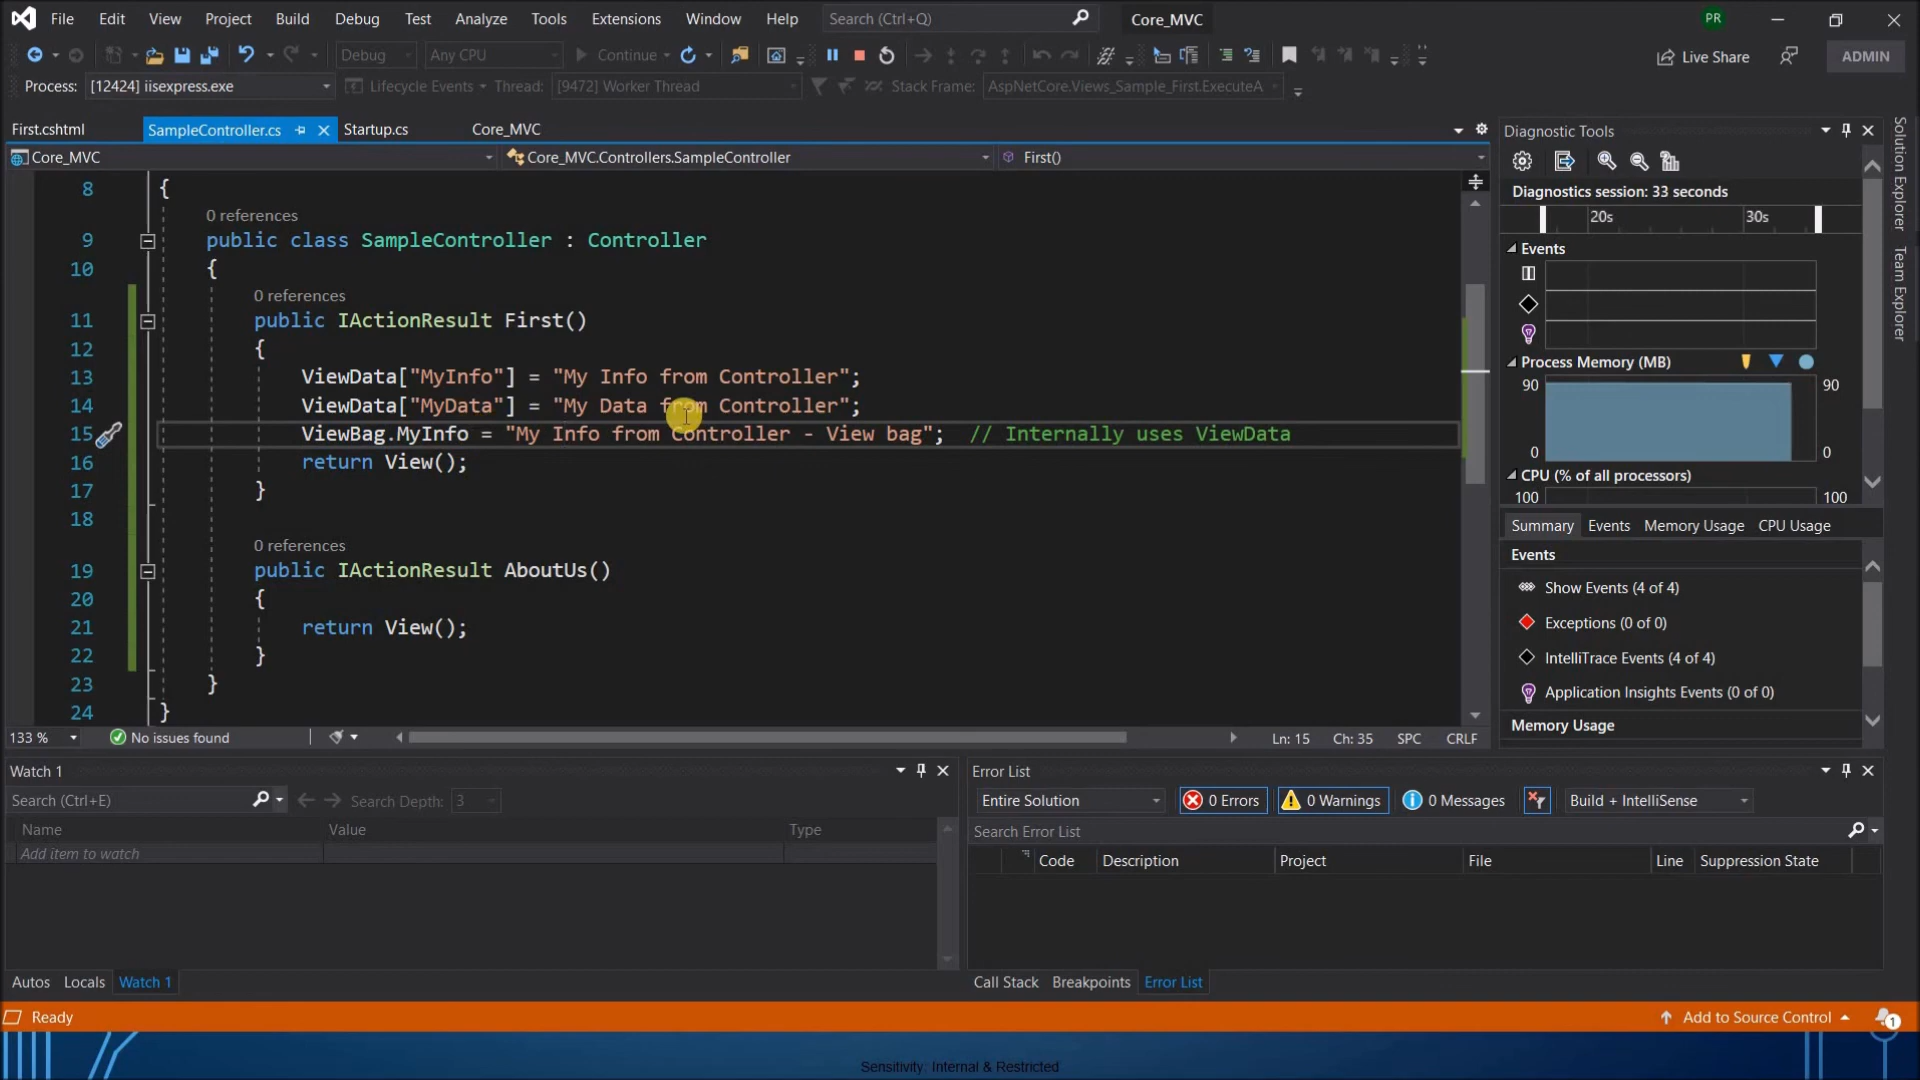 File Edit View Project Build Debug Test Analyze Tools Extensions Window Help Search (Ctrl+Q) Core_MVC PR
Debug Any CPU Continue Live Share ADMIN
Process: [12424] iisexpress.exe Lifecycle Events Thread: [9472] Worker Thread Stack Frame: AspNetCore.Views_Sample_First.ExecuteA
First.cshtml SampleController.cs Startup.cs Core_MVC
Core_MVC Core_MVC.Controllers.SampleController First()
8 {
0 references
9 public class SampleController : Controller
10 {
0 references
11 public IActionResult First()
12 {
13 ViewData["MyInfo"] = "My Info from Controller";
14 ViewData["MyData"] = "My Data from Controller";
15 ViewBag.MyInfo = "My Info from Controller - View bag"; // Internally uses ViewData
16 return View();
17 }
18
0 references
19 public IActionResult AboutUs()
20 {
21 return View();
22 }
23 }
24 }
133 % No issues found Ln: 15 Ch: 35 SPC CRLF
Diagnostic Tools
Diagnostics session: 33 seconds
20s 30s
Events
Process Memory (MB)
90 90
0 0
CPU (% of all processors)
100 100
Summary Events Memory Usage CPU Usage
Events
Show Events (4 of 4)
Exceptions (0 of 0)
IntelliTrace Events (4 of 4)
Application Insights Events (0 of 0)
Memory Usage
Solution Explorer
Team Explorer
Watch 1
Search (Ctrl+E) Search Depth: 3
Name Value Type
Add item to watch
Autos Locals Watch 1
Error List
Entire Solution 0 Errors 0 Warnings 0 Messages Build + IntelliSense
Search Error List
Code Description Project File Line Suppression State
Call Stack Breakpoints Error List
Ready Add to Source Control 1
Sensitivity: Internal & Restricted